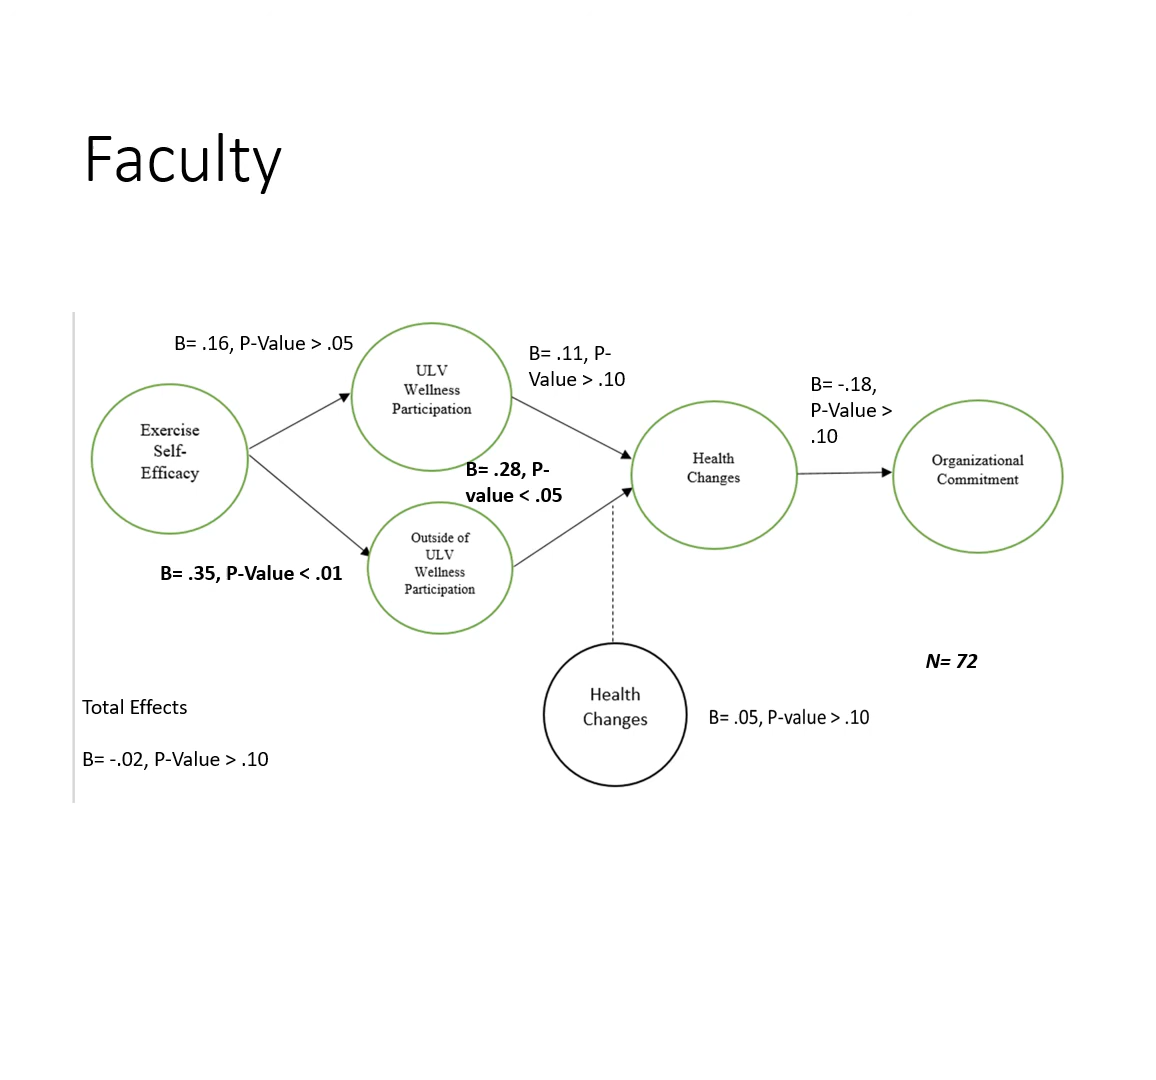 Faculty
B= .16, P-Value > .05
ULV
Wellness
Participation
B= .11, P-
Value > .10
B= -.18,
P-Value >
.10
Exercise
Self-
Efficacy
Health
Changes
Organizational
Commitment
B= .28, P-
value < .05
Outside of
ULV
Wellness
Participation
B= .35, P-Value < .01
N= 72
Health
Changes
B= .05, P-value > .10
Total Effects
B= -.02, P-Value > .10